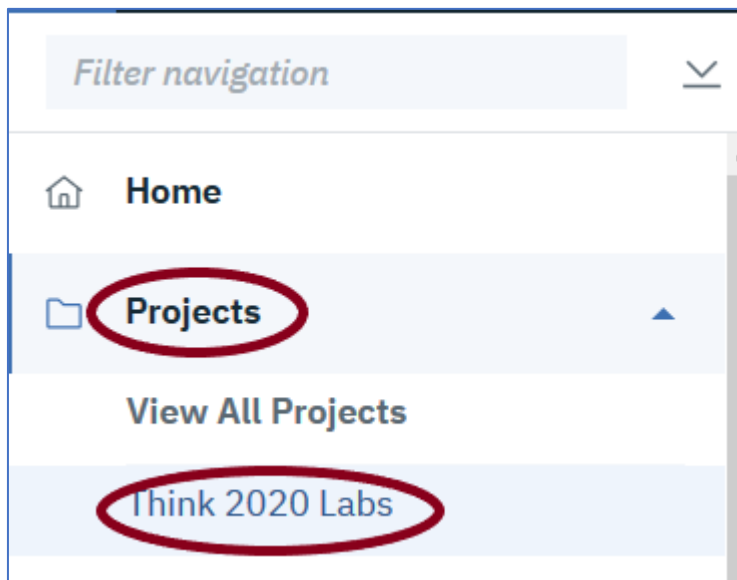 Filter navigation
Home
Projects
View All Projects
Think 2020 Labs